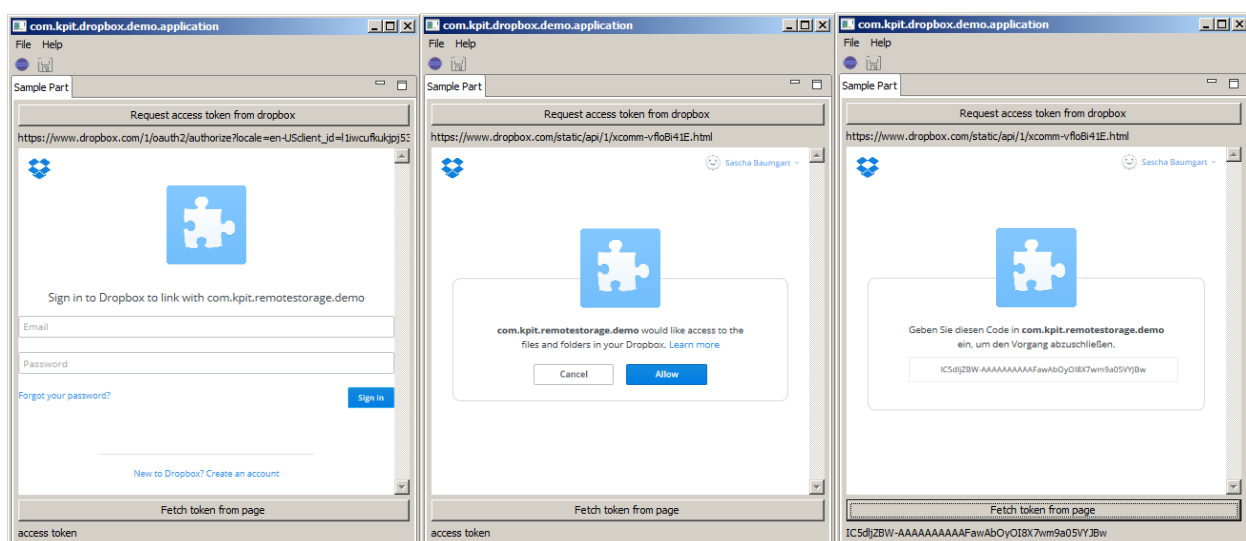 com.kpit.dropbox.demo.application
File Help
Sample Part
Request access token from dropbox
https://www.dropbox.com/1/oauth2/authorize?locale=en-USclient_id=l1iwcufkukjpj53
Sign in to Dropbox to link with com.kpit.remotestorage.demo
Email
Password
Forgot your password?
Sign in
New to Dropbox? Create an account
Fetch token from page
access token
com.kpit.dropbox.demo.application
File Help
Sample Part
Request access token from dropbox
https://www.dropbox.com/static/api/1/xcomm-vfloBi41E.html
Sascha Baumgart
com.kpit.remotestorage.demo would like access to the
files and folders in your Dropbox. Learn more
Cancel
Allow
Fetch token from page
access token
com.kpit.dropbox.demo.application
File Help
Sample Part
Request access token from dropbox
https://www.dropbox.com/static/api/1/xcomm-vfloBi41E.html
Sascha Baumgart
Geben Sie diesen Code in com.kpit.remotestorage.demo
ein, um den Vorgang abzuschließen.
IC5dljZBW-AAAAAAAAAAFawAbOyOI8X7wm9a05VYJBw
Fetch token from page
IC5dljZBW-AAAAAAAAAAFawAbOyOI8X7wm9a05VYJBw